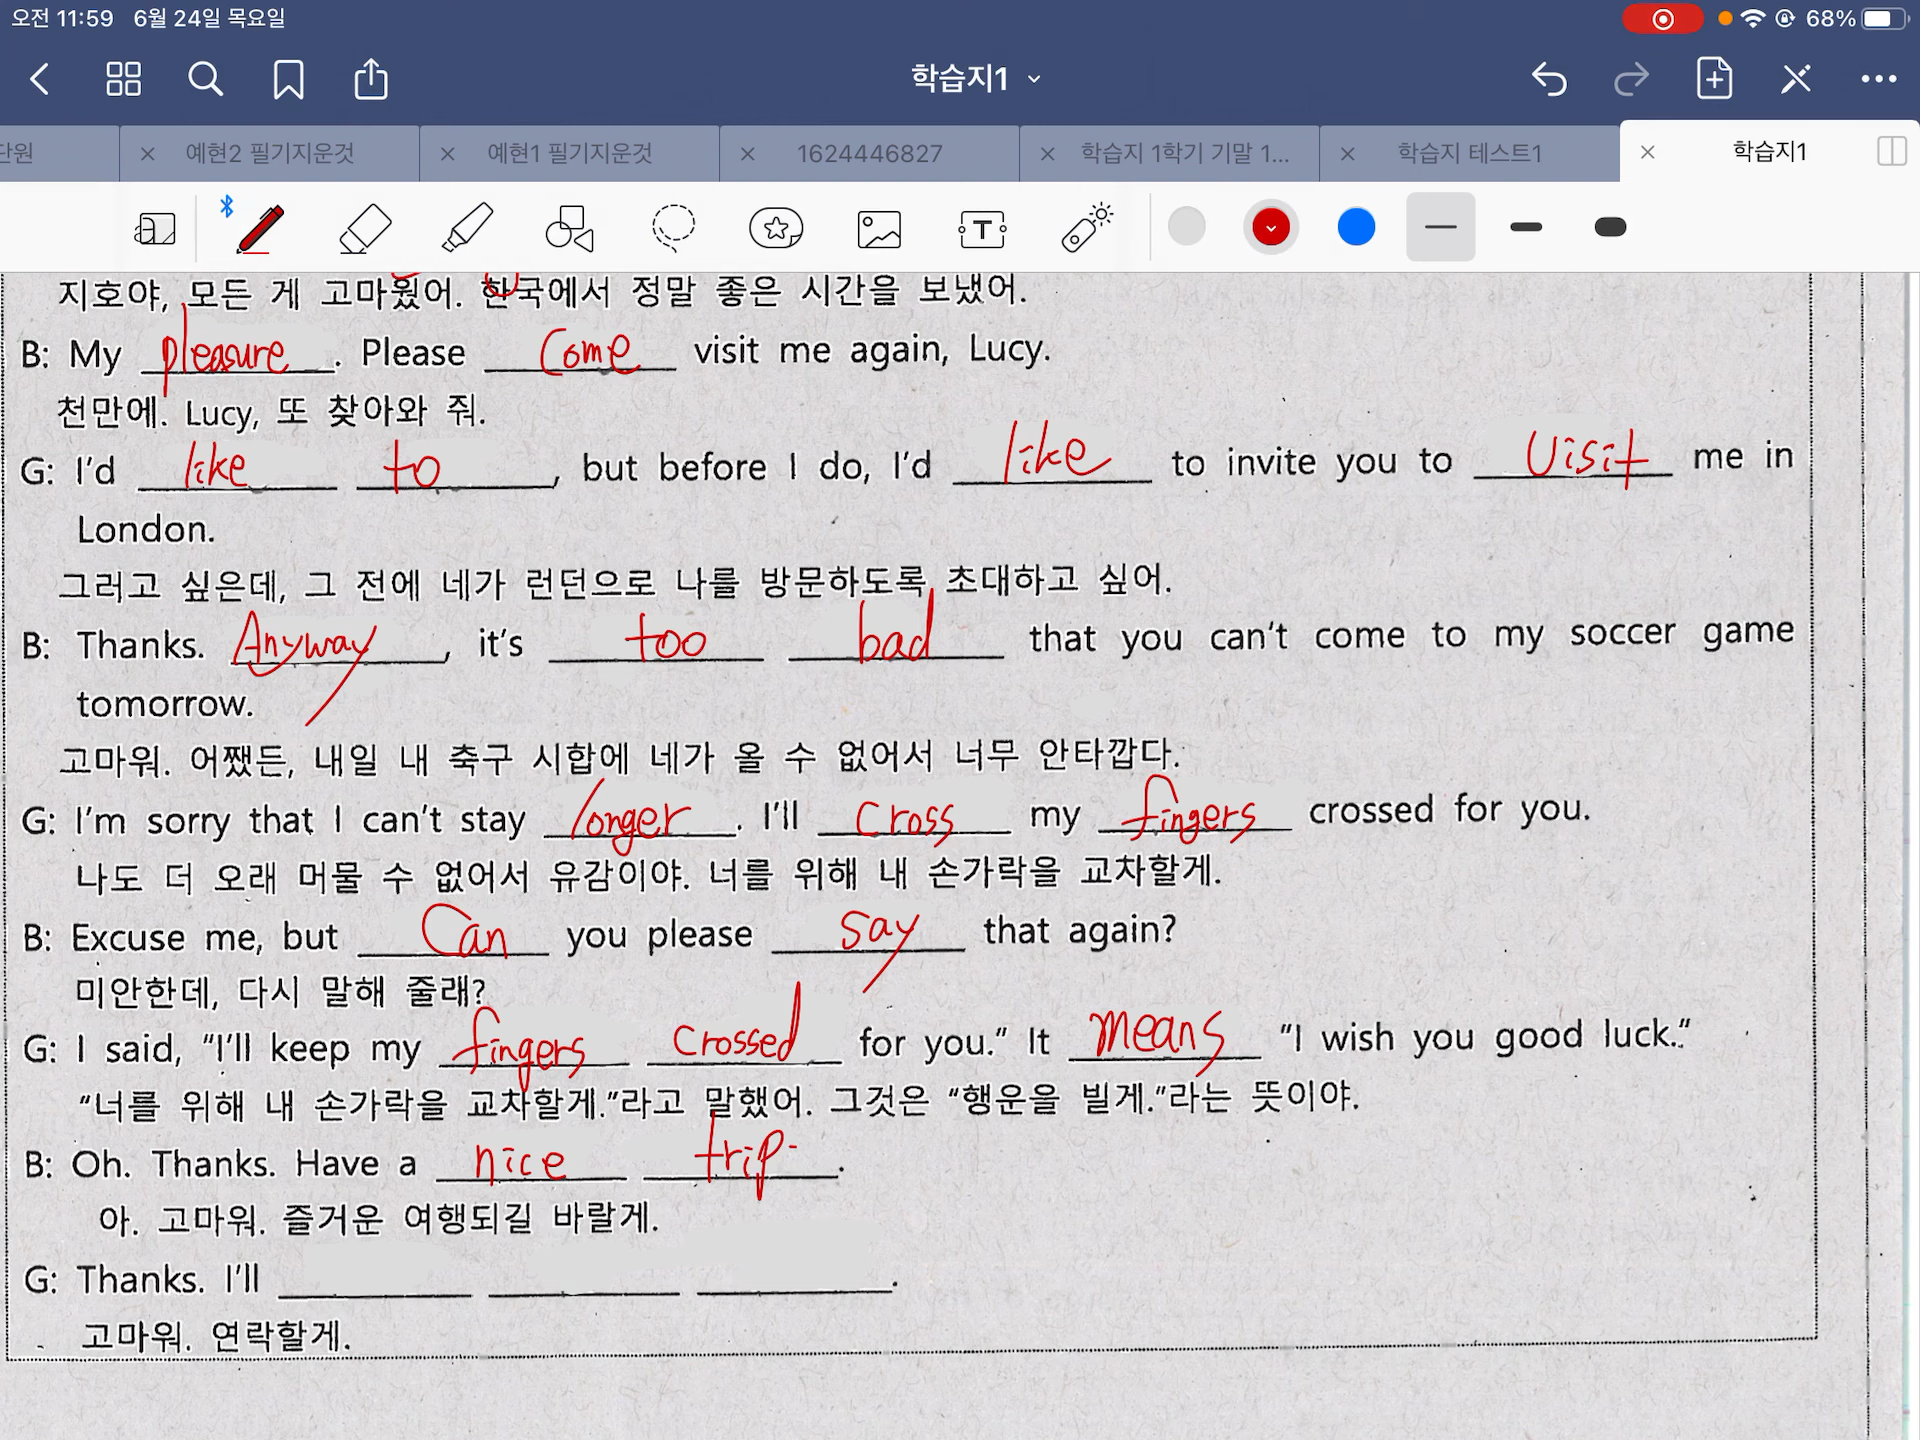 오전 11:59 6월 24일 목요일 68%
학습지1
단원 예현2 필기지운것 예현1 필기지운것 1624446827 학습지 1학기 기말 1... 학습지 테스트1 학습지1
지호야, 모든 게 고마웠어. 한국에서 정말 좋은 시간을 보냈어.
B: My pleasure. Please come visit me again, Lucy.
천만에. Lucy, 또 찾아와 줘.
G: I'd like to, but before I do, I'd like to invite you to visit me in
London.
그러고 싶은데, 그 전에 네가 런던으로 나를 방문하도록 초대하고 싶어.
B: Thanks. Anyway, it's too bad that you can't come to my soccer game
tomorrow.
고마워. 어쨌든, 내일 내 축구 시합에 네가 올 수 없어서 너무 안타깝다.
G: I'm sorry that I can't stay longer. I'll cross my fingers crossed for you.
나도 더 오래 머물 수 없어서 유감이야. 너를 위해 내 손가락을 교차할게.
B: Excuse me, but can you please say that again?
미안한데, 다시 말해 줄래?
G: I said, "I'll keep my fingers crossed for you." It means "I wish you good luck."
"너를 위해 내 손가락을 교차할게."라고 말했어. 그것은 "행운을 빌게."라는 뜻이야.
B: Oh. Thanks. Have a nice trip.
아. 고마워. 즐거운 여행되길 바랄게.
G: Thanks. I'll ___ ___ ___.
고마워. 연락할게.